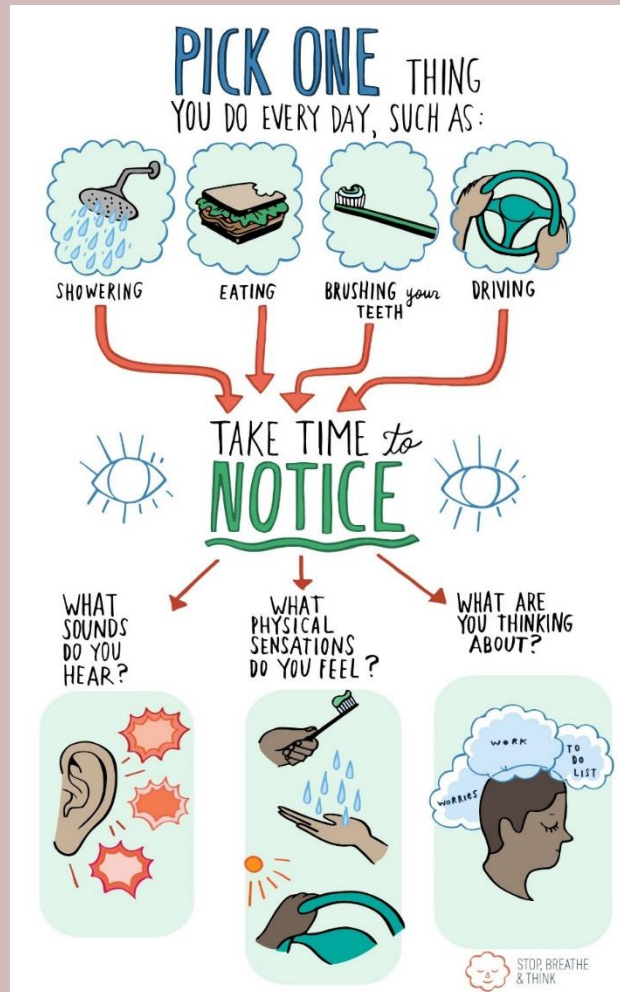 PICK ONE THING
YOU DO EVERY DAY, SUCH AS:
SHOWERING
EATING
BRUSHING your
TEETH
DRIVING
TAKE TIME to
NOTICE
WHAT
SOUNDS
DO YOU
HEAR?
WHAT
PHYSICAL
SENSATIONS
DO YOU FEEL?
WHAT ARE
YOU THINKING
ABOUT?
WORK
TO
DO
LIST
WORRIES
STOP, BREATHE
& THINK